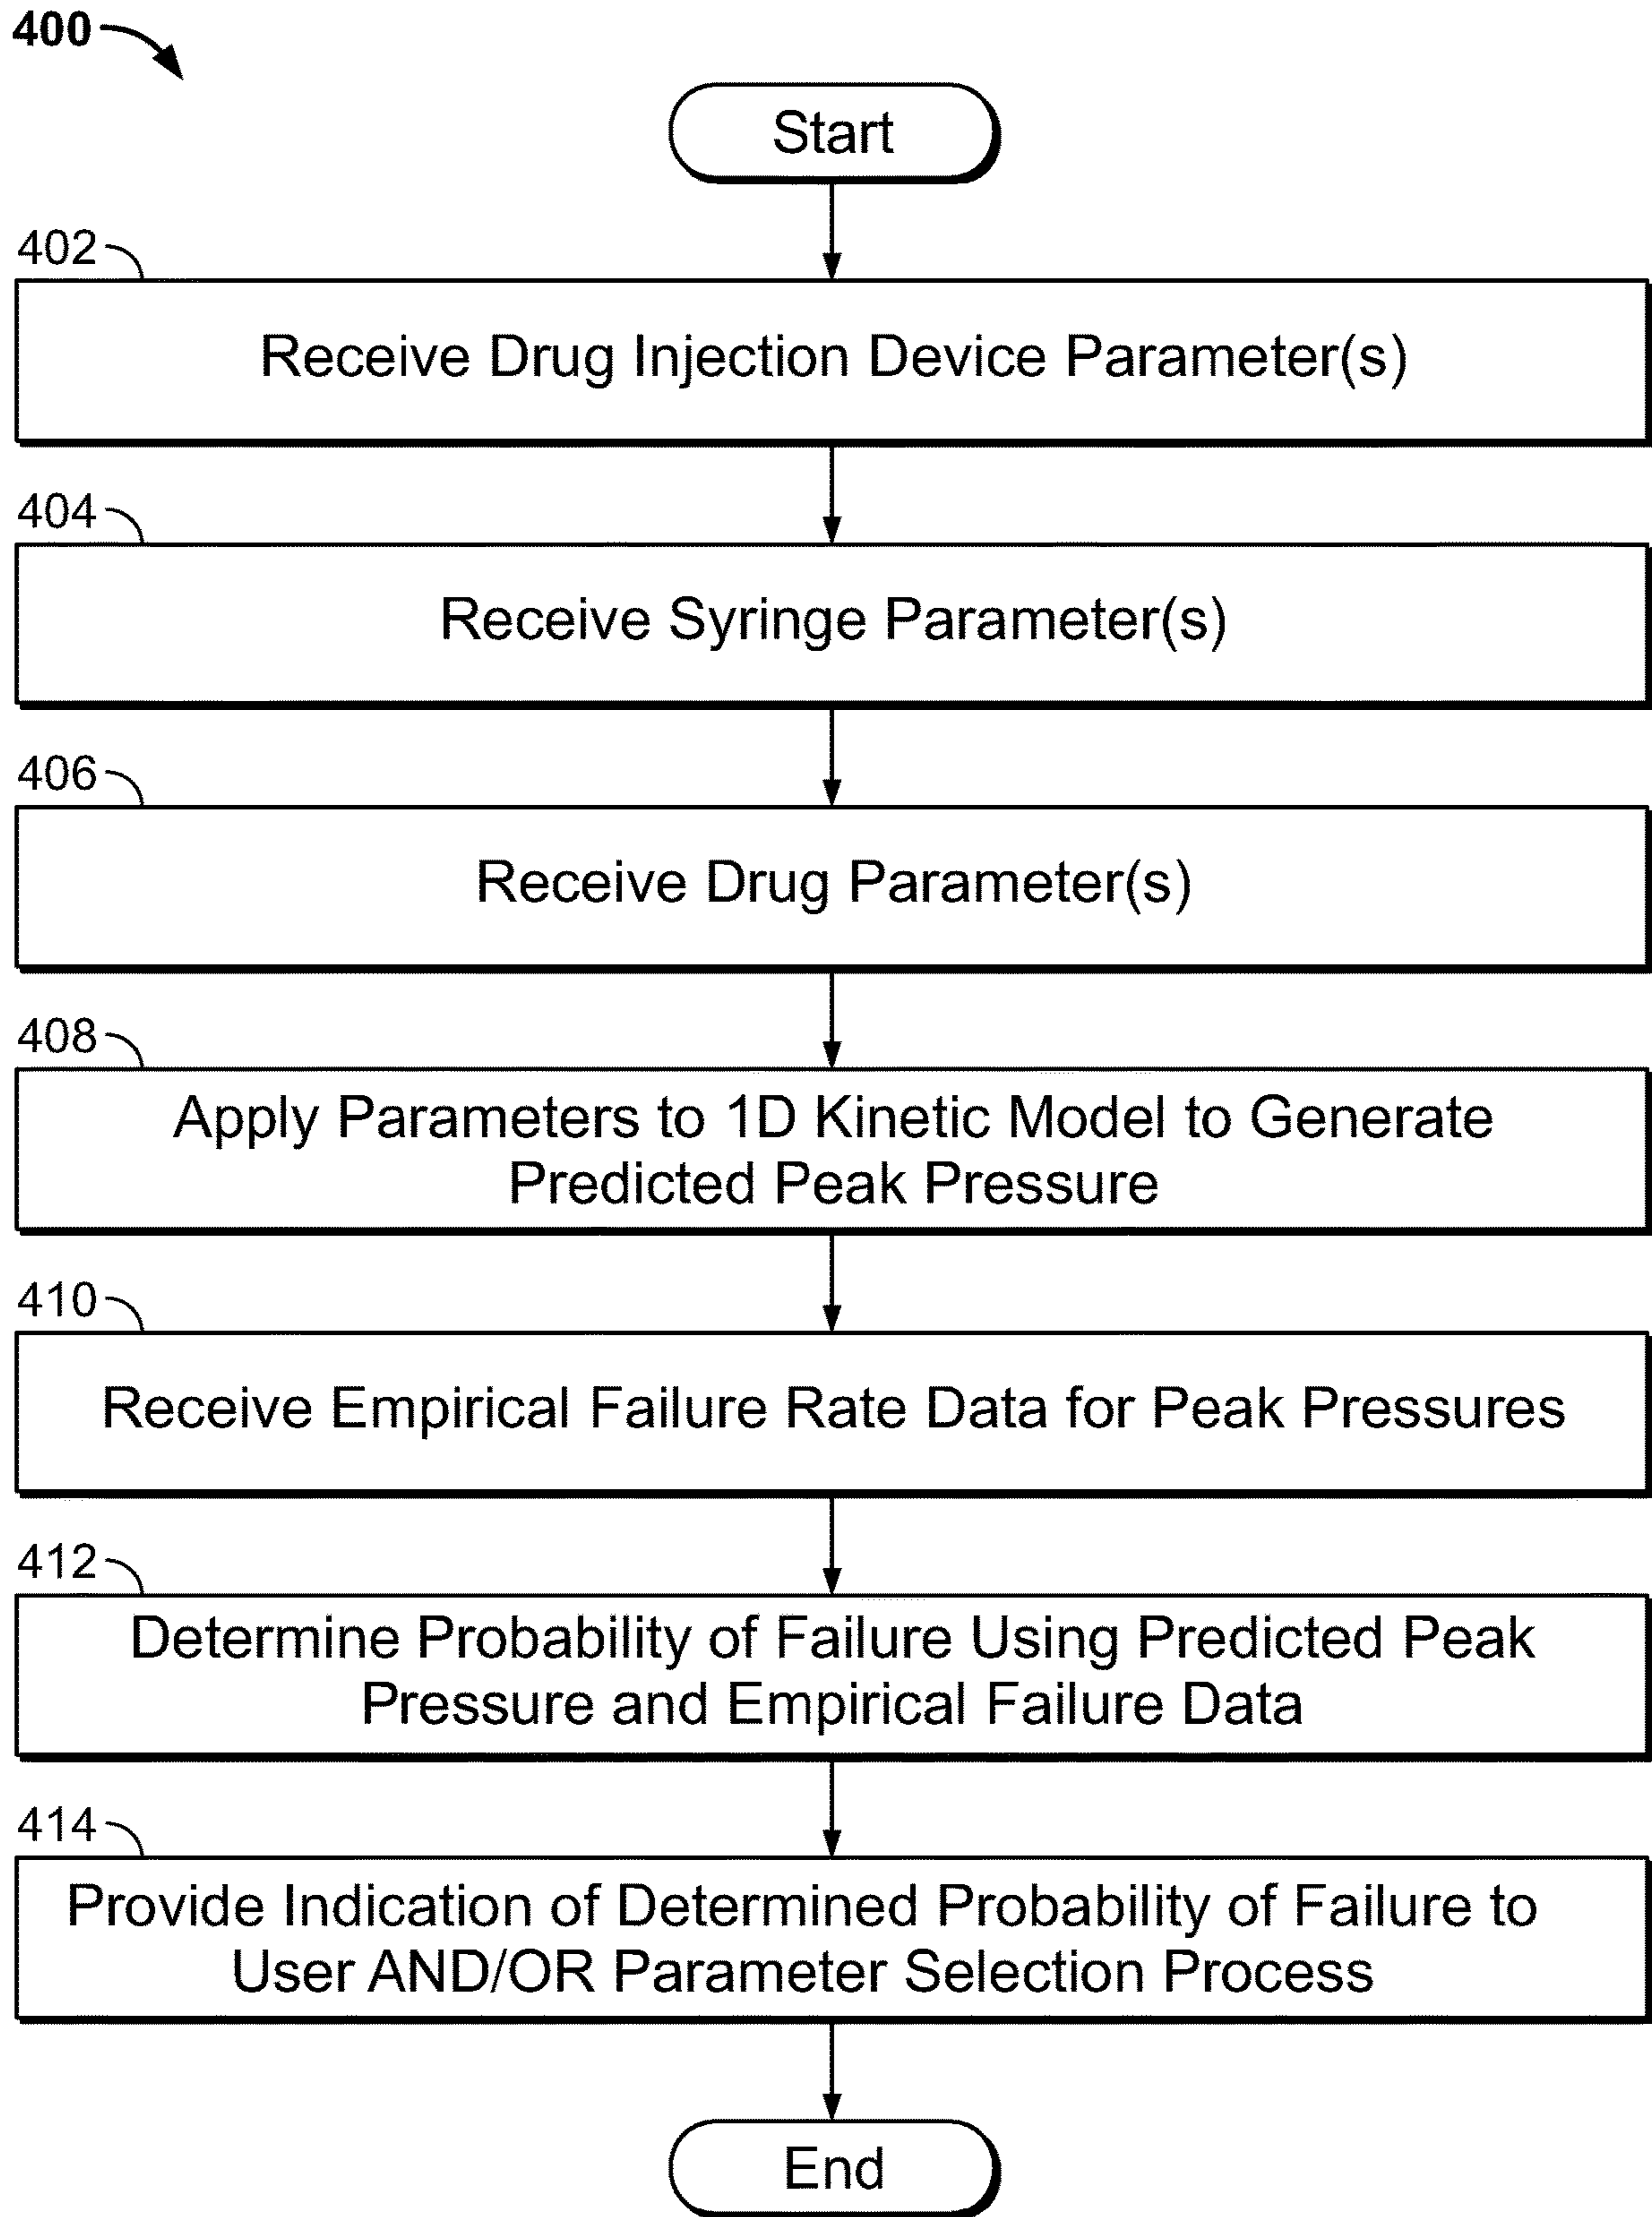 400
Start
402
Receive Drug Injection Device Parameter(s)
404
Receive Syringe Parameter(s)
406
Receive Drug Parameter(s)
408
Apply Parameters to 1D Kinetic Model to Generate
Predicted Peak Pressure
410
Receive Empirical Failure Rate Data for Peak Pressures
412
Determine Probability of Failure Using Predicted Peak
Pressure and Empirical Failure Data
414
Provide Indication of Determined Probability of Failure to
User AND/OR Parameter Selection Process
End